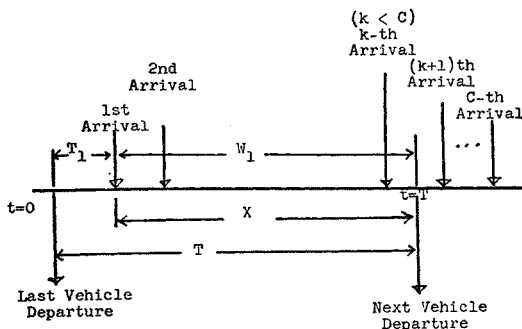 (k < C)
k-th
Arrival
2nd
Arrival
(k+1)th
Arrival
C-th
Arrival
1st
Arrival
T₁
W₁
...
t=0
t=T
X
T
Last Vehicle
Departure
Next Vehicle
Departure